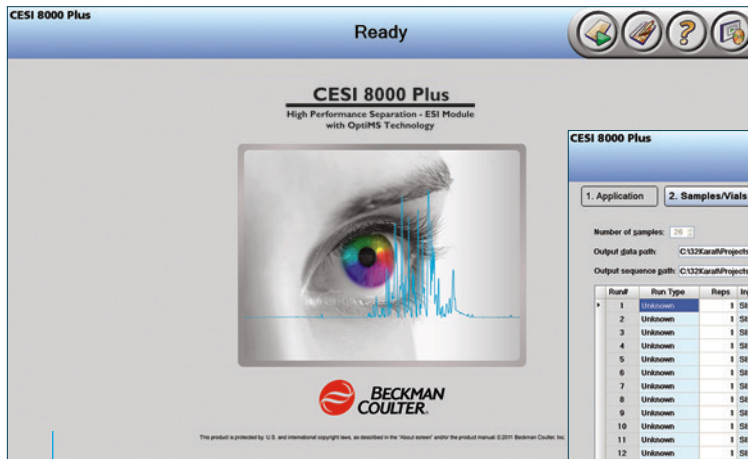 CESI 8000 Plus
Ready
CESI 8000 Plus
High Performance Separation - ESI Module
with OptiMS Technology
BECKMAN
COULTER®
This product is protected by U.S. and international copyright laws, as described in the "About screen" and/or the product manual. ©2011 Beckman Coulter, Inc.
CESI 8000 Plus
1. Application
2. Samples/Vials
Number of samples: 26
Output data path: C:\32Karat\Projects
Output sequence path: C:\32Karat\Projects
Run# Run Type Reps
1 Unknown 1
2 Unknown 1
3 Unknown 1
4 Unknown 1
5 Unknown 1
6 Unknown 1
7 Unknown 1
8 Unknown 1
9 Unknown 1
10 Unknown 1
11 Unknown 1
12 Unknown 1